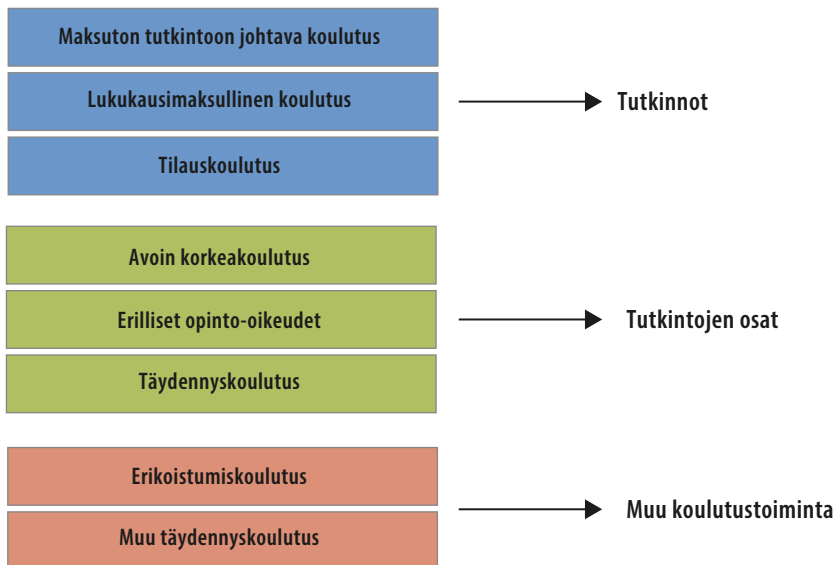 Maksuton tutkintoon johtava koulutus
Lukukausimaksullinen koulutus
Tutkinnot
Tilauskoulutus
Avoin korkeakoulutus
Erilliset opinto-oikeudet
Tutkintojen osat
Täydennyskoulutus
Erikoistumiskoulutus
Muu koulutustoiminta
Muu täydennyskoulutus